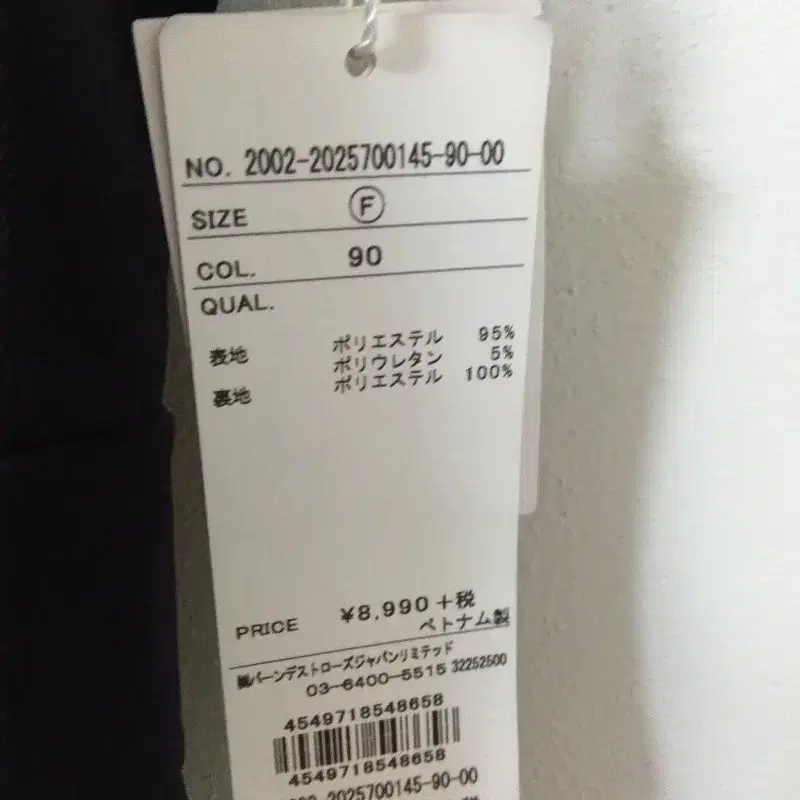 NO. 2002-2025700145-90-00
SIZE Ⓕ
COL. 90
QUAL.
表地 ポリエステル 95%
ポリウレタン 5%
裏地 ポリエステル 100%
PRICE ¥8,990+税
ベトナム製
㈱バーンデストローズジャパンリミテッド
03-6400-5515 32252500
4549718548658
4549718548658
2025700145-90-00